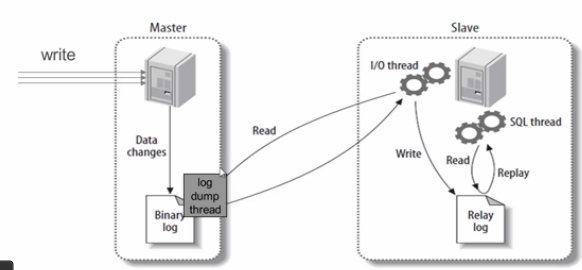 Master
Slave
write
I/O thread
SQL thread
Data
changes
Read
Write
Read
Replay
log
dump
thread
Binary
log
Relay
log